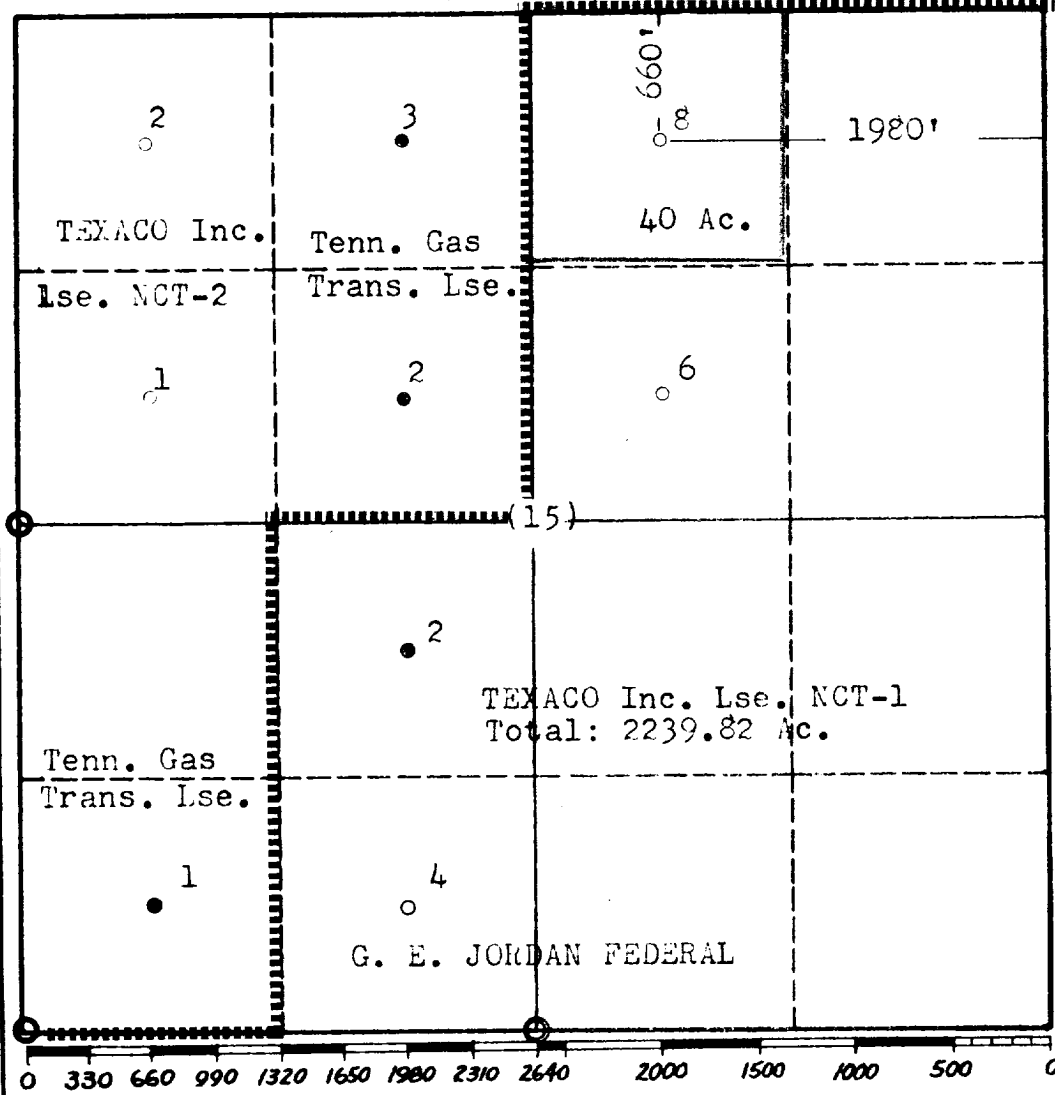 660'
2
3
8
1980'
TEXACO Inc.
Tenn. Gas
40 Ac.
Lse. NCT-2
Trans. Lse.
1
2
6
(15)
2
TEXACO Inc. Lse. NCT-1
Total: 2239.82 Ac.
Tenn. Gas
Trans. Lse.
1
4
G. E. JORDAN FEDERAL
0 330 660 990 1320 1650 1980 2310 2640 2000 1500 1000 500 0